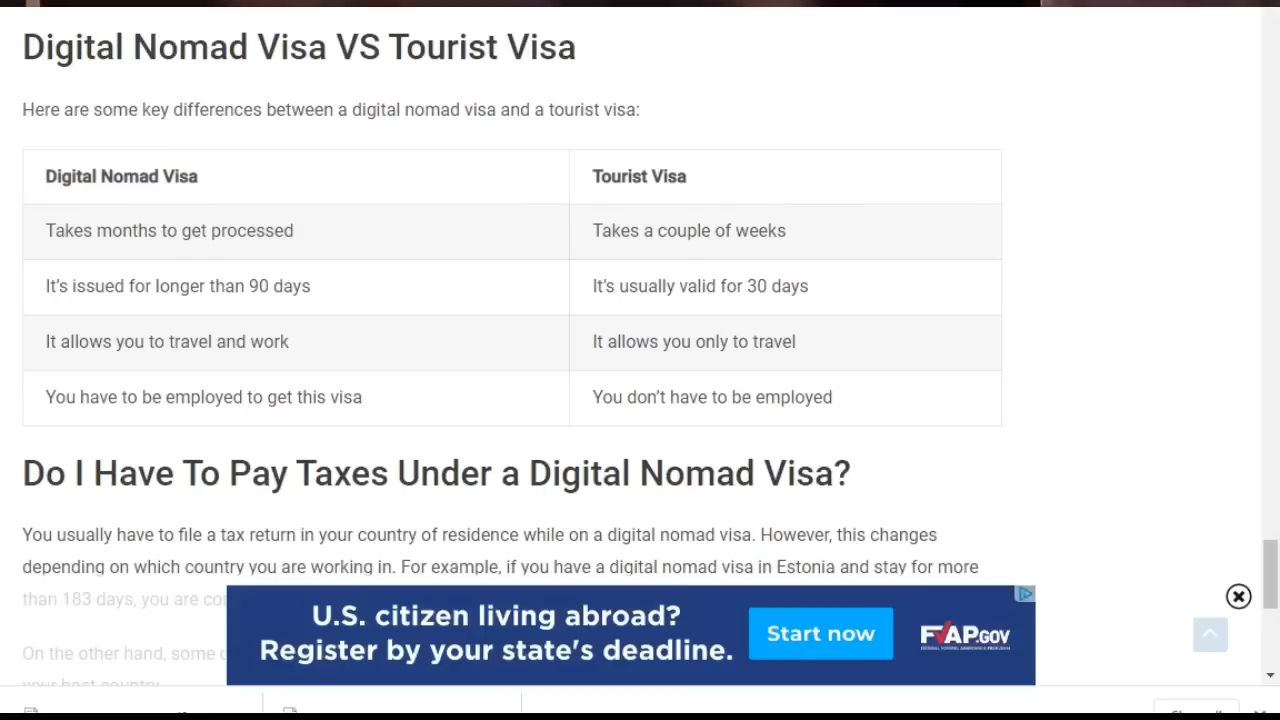 Digital Nomad Visa VS Tourist Visa
Here are some key differences between a digital nomad visa and a tourist visa:
Digital Nomad Visa
Tourist Visa
Takes months to get processed
Takes a couple of weeks
It's issued for longer than 90 days
It's usually valid for 30 days
It allows you to travel and work
It allows you only to travel
You have to be employed to get this visa
You don't have to be employed
Do I Have To Pay Taxes Under a Digital Nomad Visa?
You usually have to file a tax return in your country of residence while on a digital nomad visa. However, this changes
depending on which country you are working in. For example, if you have a digital nomad visa in Estonia and stay for more
than 183 days, you are
On the other hand, some
U.S. citizen living abroad?
Register by your state's deadline.
Start now
FVAP.GOV
FEDERAL VOTING ASSISTANCE PROGRAM